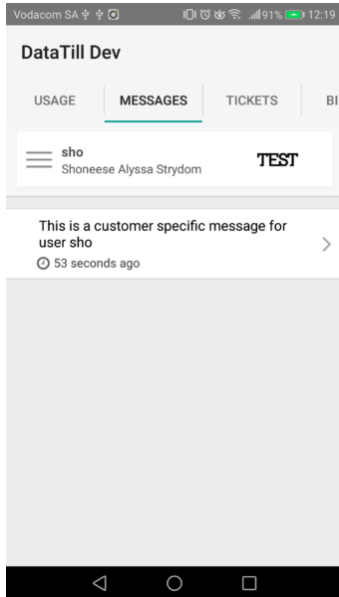 Vodacom SA 91% 12:19
DataTill Dev
USAGE MESSAGES TICKETS BI
sho
Shoneese Alyssa Strydom TEST
This is a customer specific message for
user sho
53 seconds ago